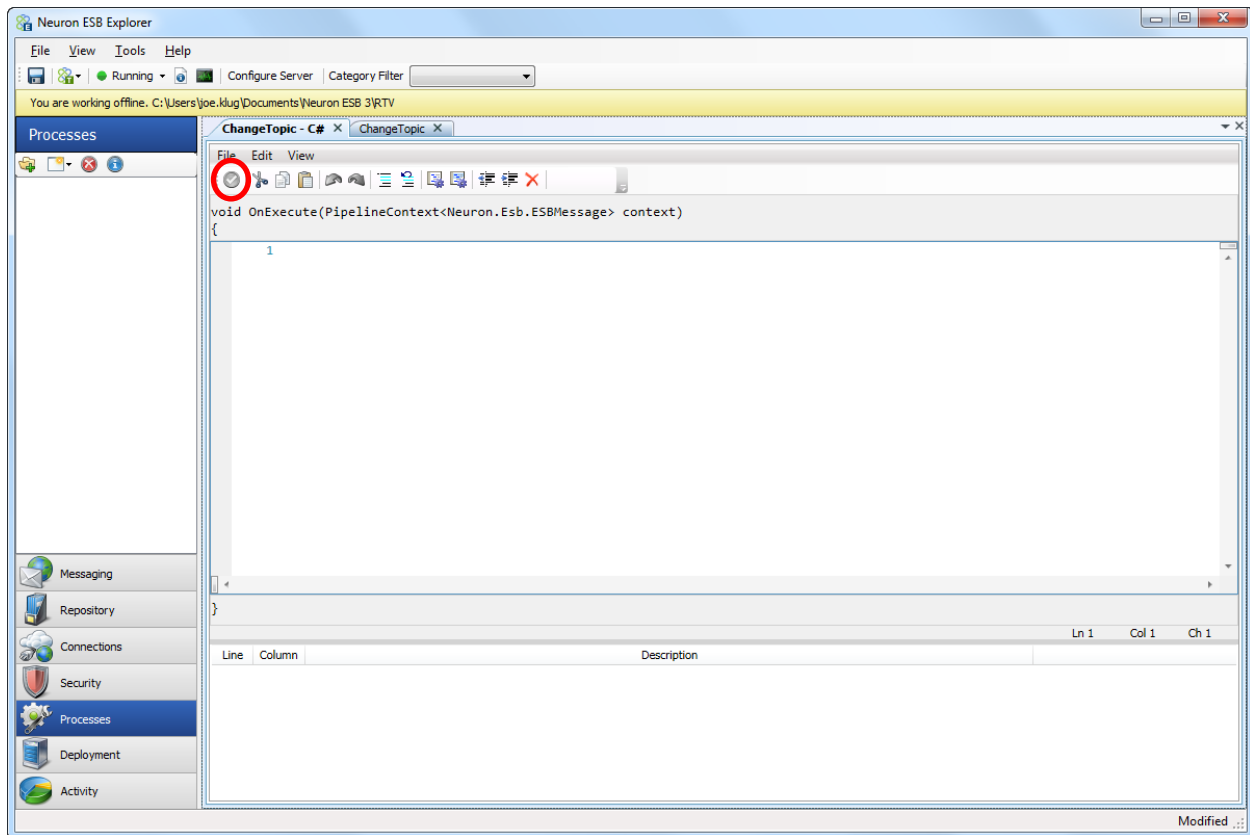 Neuron ESB Explorer
File View Tools Help
Running Configure Server Category Filter
You are working offline. C:\Users\joe.klug\Documents\Neuron ESB 3\RTV
Processes
ChangeTopic - C# X ChangeTopic X
File Edit View
void OnExecute(PipelineContext<Neuron.Esb.ESBMessage> context)
{
1
Messaging
Repository
Connections
Security
Processes
Deployment
Activity
}
Ln 1 Col 1 Ch 1
Line Column Description
Modified